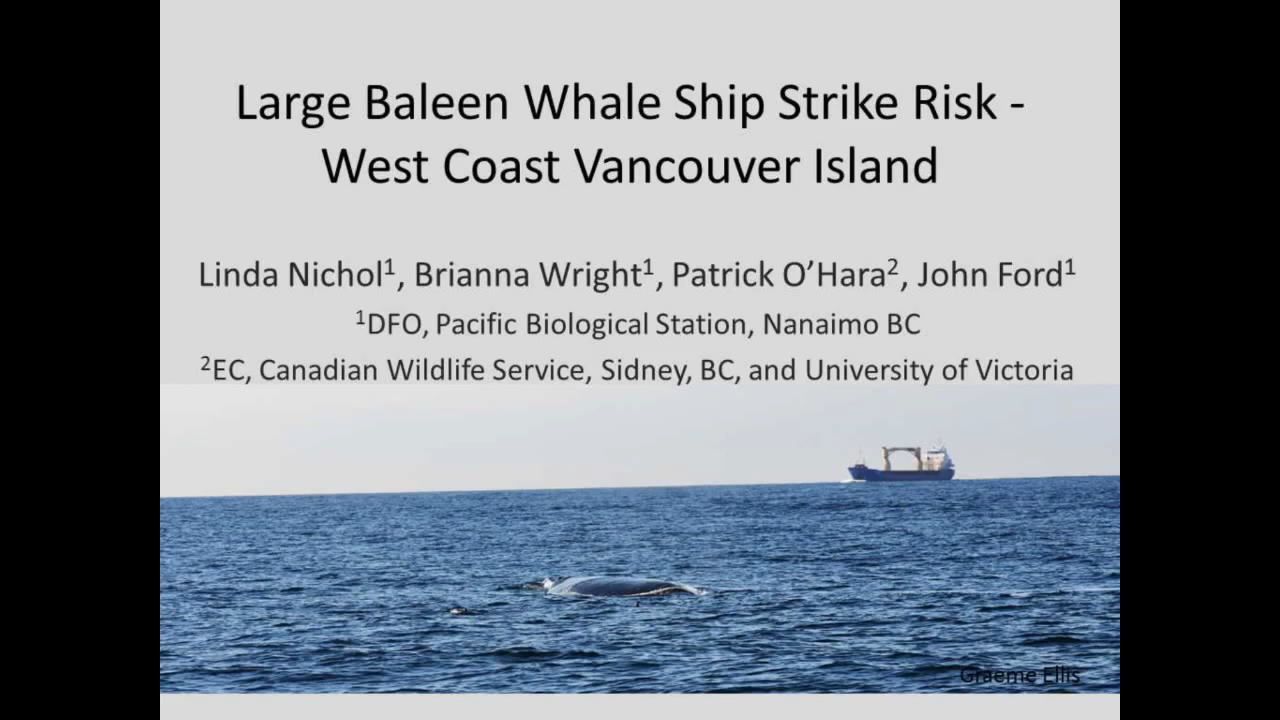 Large Baleen Whale Ship Strike Risk -
West Coast Vancouver Island
Linda Nichol¹, Brianna Wright¹, Patrick O’Hara², John Ford¹
¹DFO, Pacific Biological Station, Nanaimo BC
²EC, Canadian Wildlife Service, Sidney, BC, and University of Victoria
Graeme Ellis